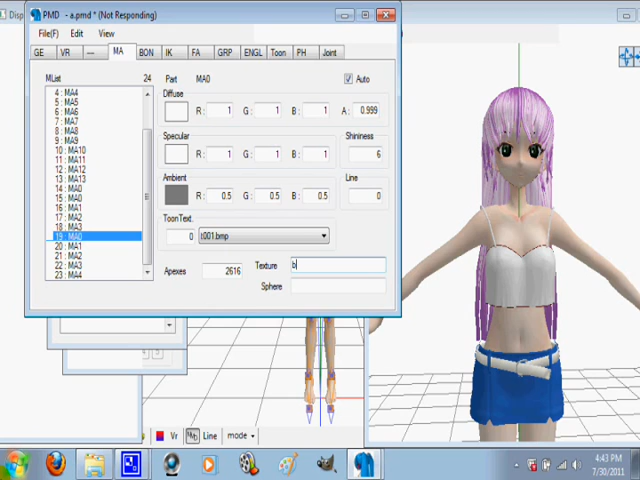 Disp
PMD - a.pmd * (Not Responding)
File(F) Edit View
GE VR --- MA BON IK FA GRP ENGL Toon PH Joint
MList 24 Part MA0 Auto
4 : MA4
5 : MA5
6 : MA6
7 : MA7
8 : MA8
9 : MA9
10 : MA10
11 : MA11
12 : MA12
13 : MA13
14 : MA0
15 : MA0
16 : MA1
17 : MA2
18 : MA3
19 : MA0
20 : MA1
21 : MA2
22 : MA3
23 : MA4
Diffuse
R : 1 G : 1 B : 1 A : 0.999
Specular Shininess
R : 1 G : 1 B : 1 6
Ambient Line
R : 0.5 G : 0.5 B : 0.5 0
ToonText.
0 t001.bmp
Apexes 2616 Texture b
Sphere
Vr Line mode
4:43 PM
7/30/2011